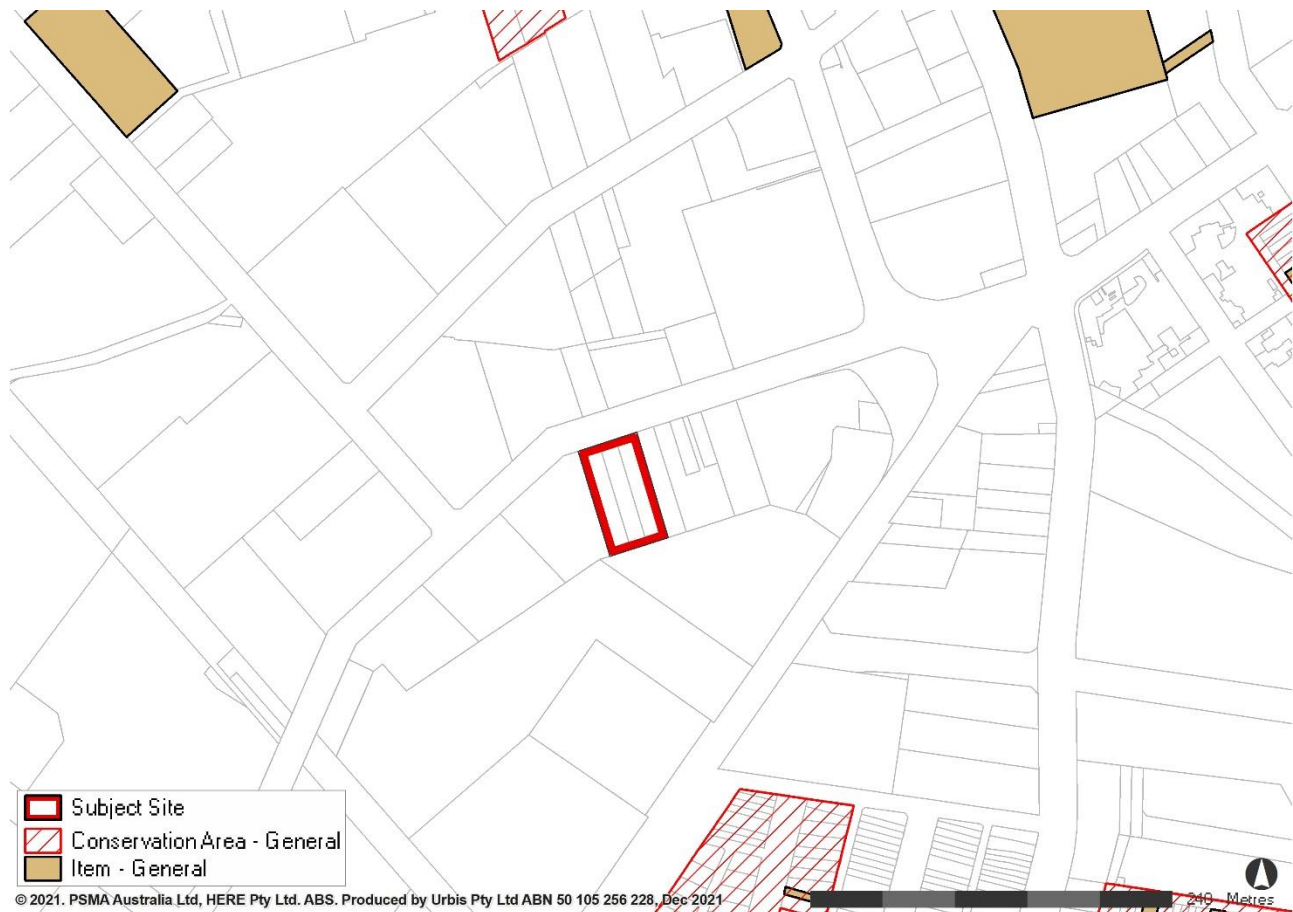 Subject Site
Conservation Area - General
Item - General
© 2021. PSMA Australia Ltd, HERE Pty Ltd. ABS. Produced by Urbis Pty Ltd ABN 50 105 256 228, Dec 2021
240 Metres